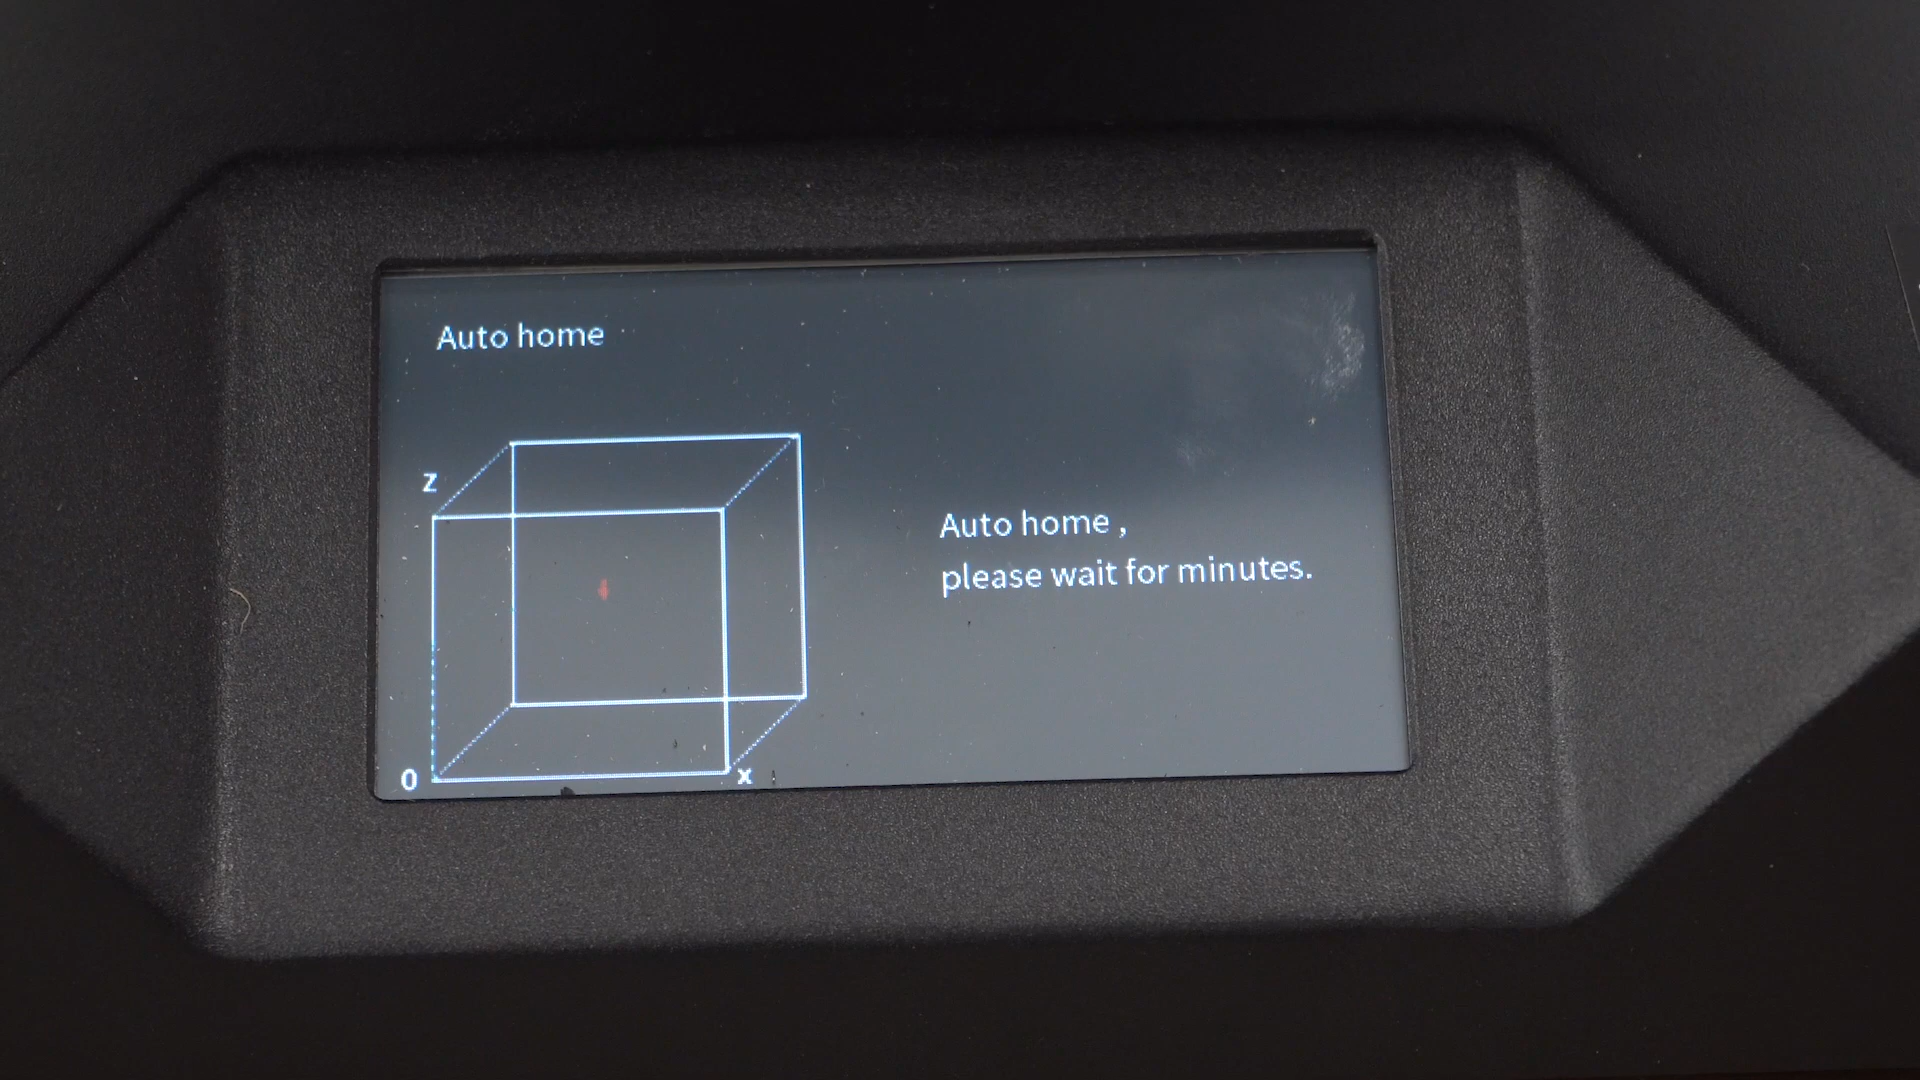 Auto home
Z
Auto home ,
please wait for minutes.
0
X